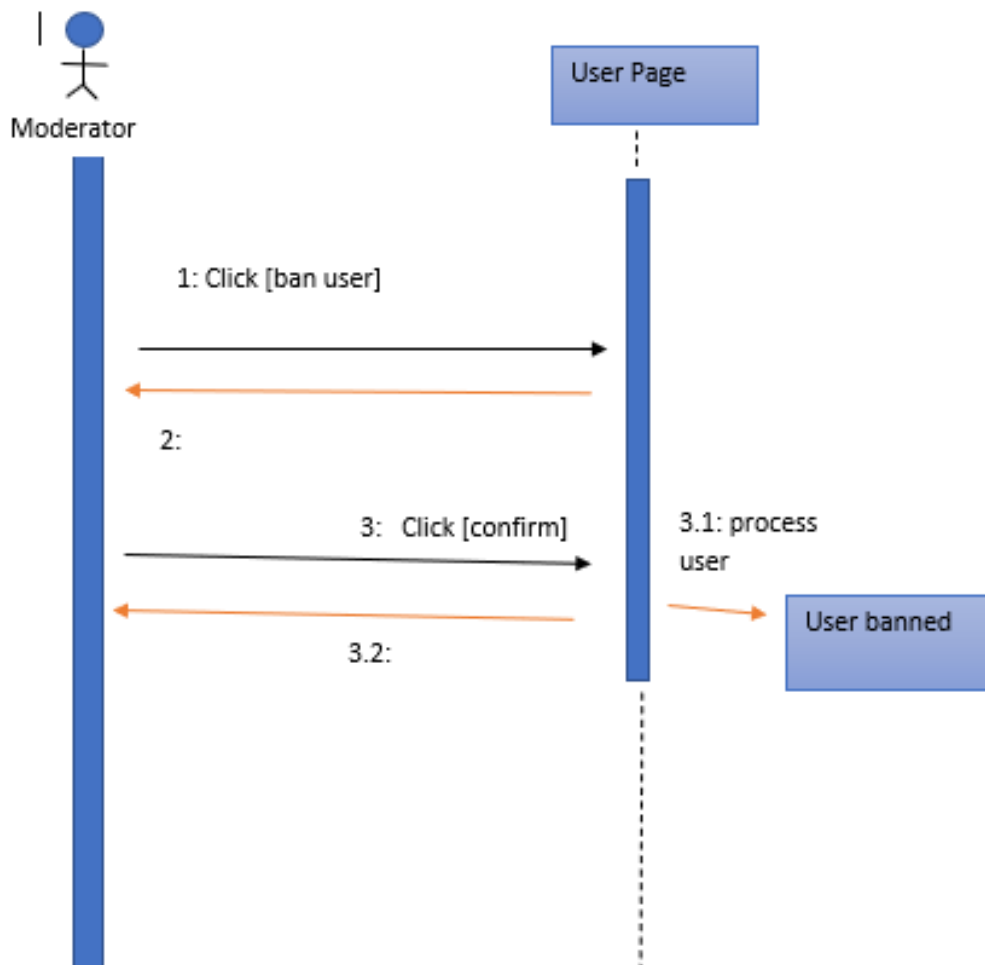 User Page
Moderator
1: Click [ban user]
2:
3: Click [confirm]
3.1: process
user
User banned
3.2: